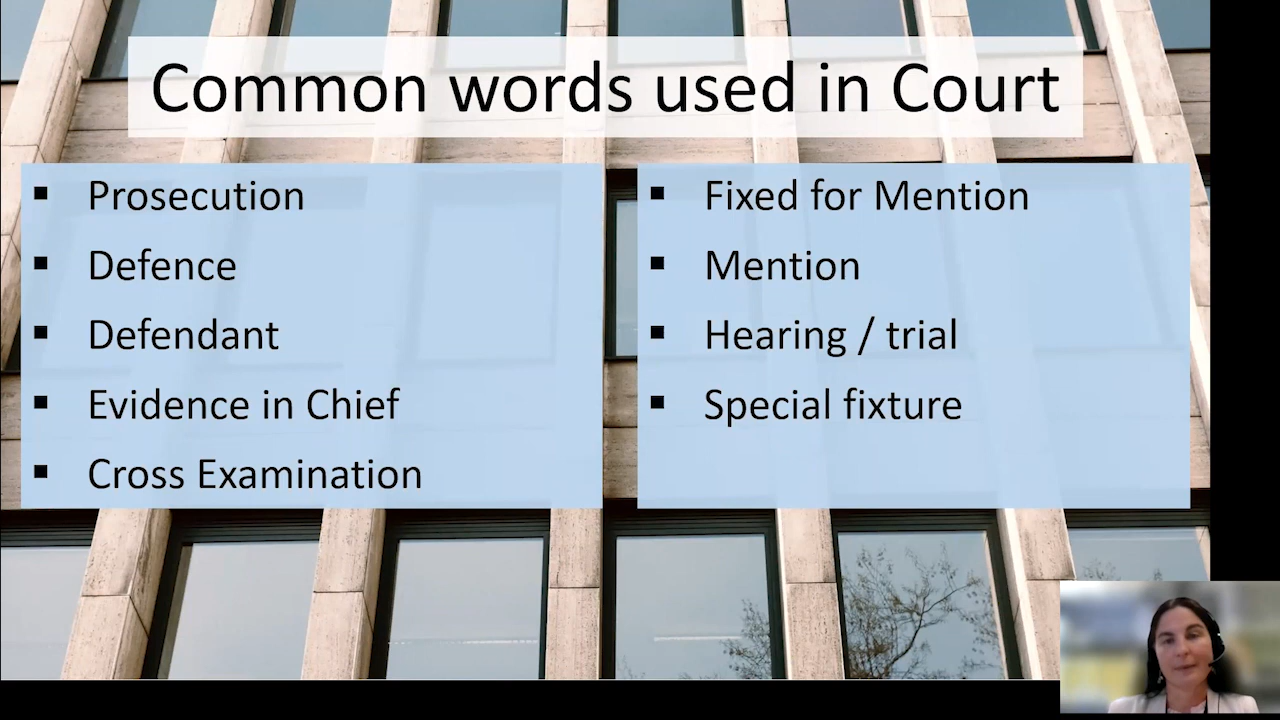 Common words used in Court
Prosecution
Defence
Defendant
Evidence in Chief
Cross Examination
Fixed for Mention
Mention
Hearing / trial
Special fixture